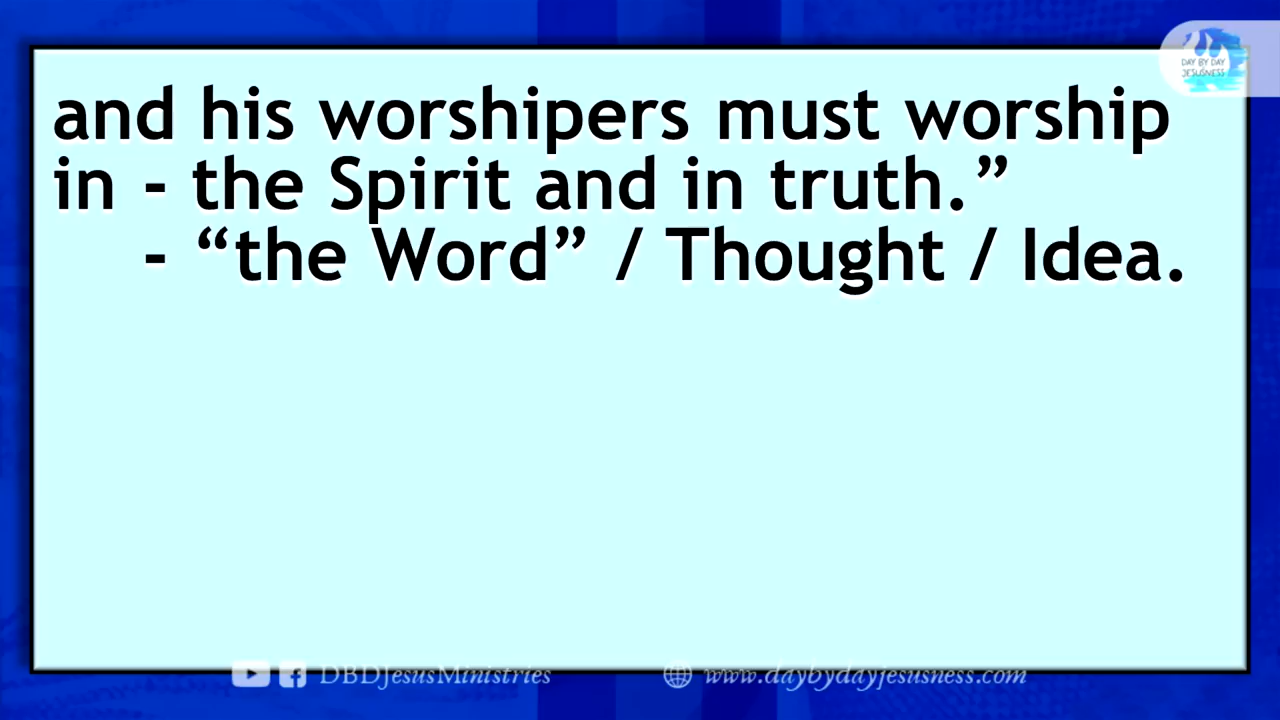 DAY BY DAY
JESUSNESS
and his worshipers must worship
in - the Spirit and in truth.”
- “the Word” / Thought / Idea.
DBDJesusMinistries
www.daybydayjesusness.com